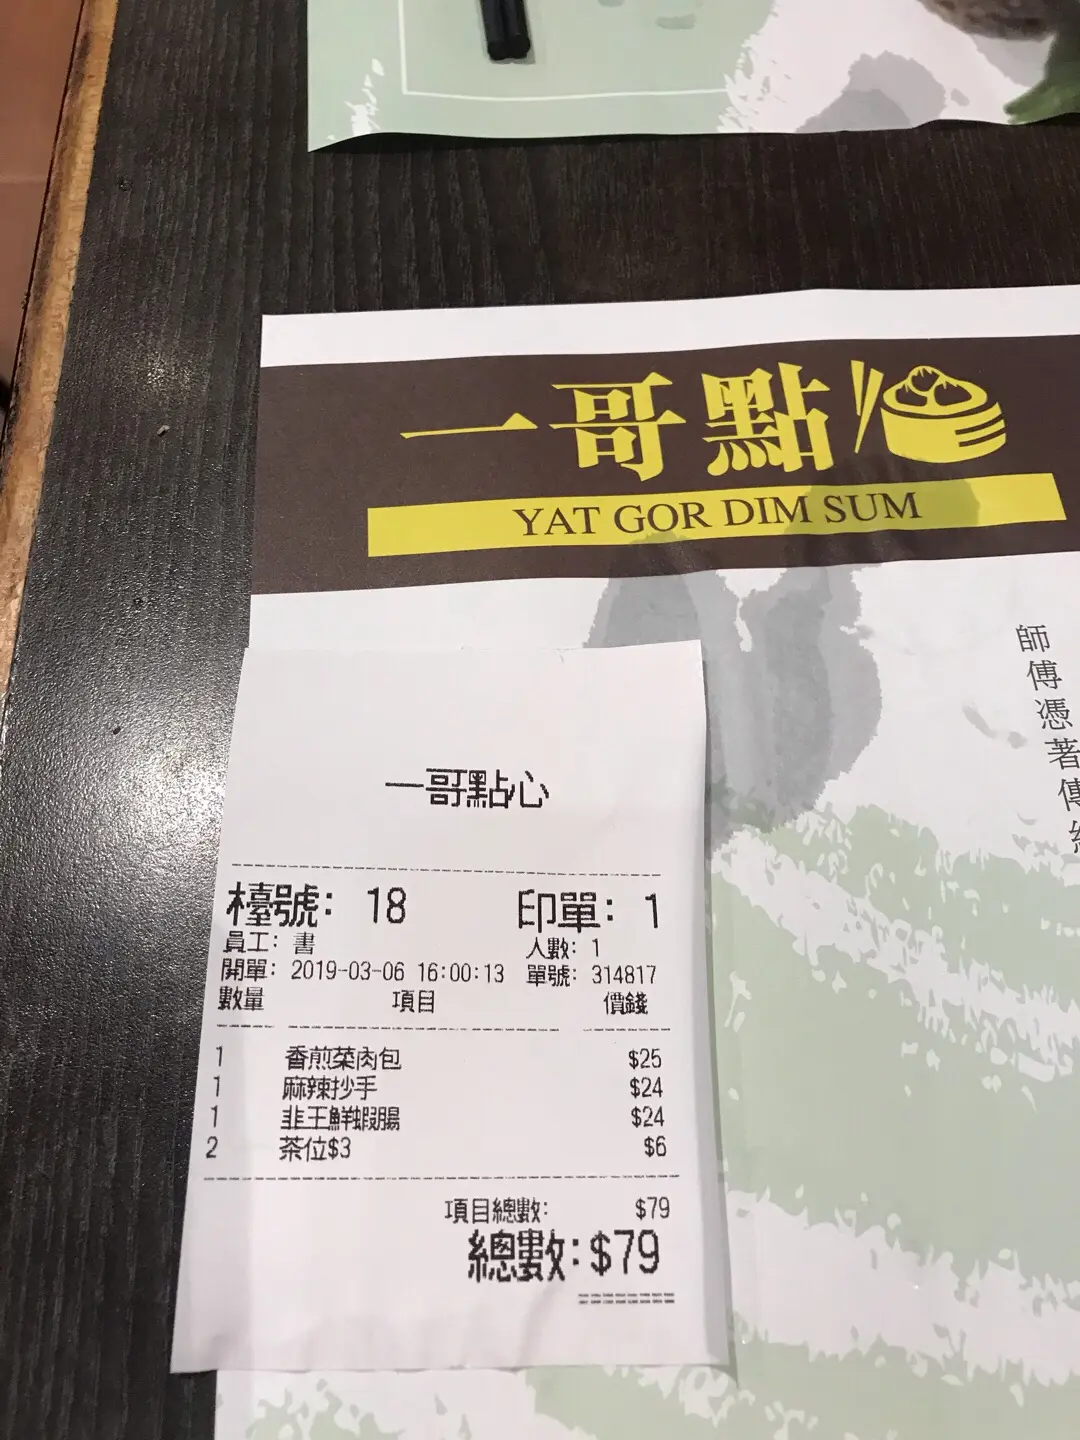 一哥點
YAT GOR DIM SUM
師傅憑著傳
一哥點心
檯號: 18 印單: 1
員工: 書 人數: 1
開單: 2019-03-06 16:00:13 單號: 314817
數量 項目 價錢
1 香煎菜肉包 $25
1 麻辣抄手 $24
1 韭王鮮蝦腸 $24
2 茶位$3 $6
項目總數: $79
總數: $79